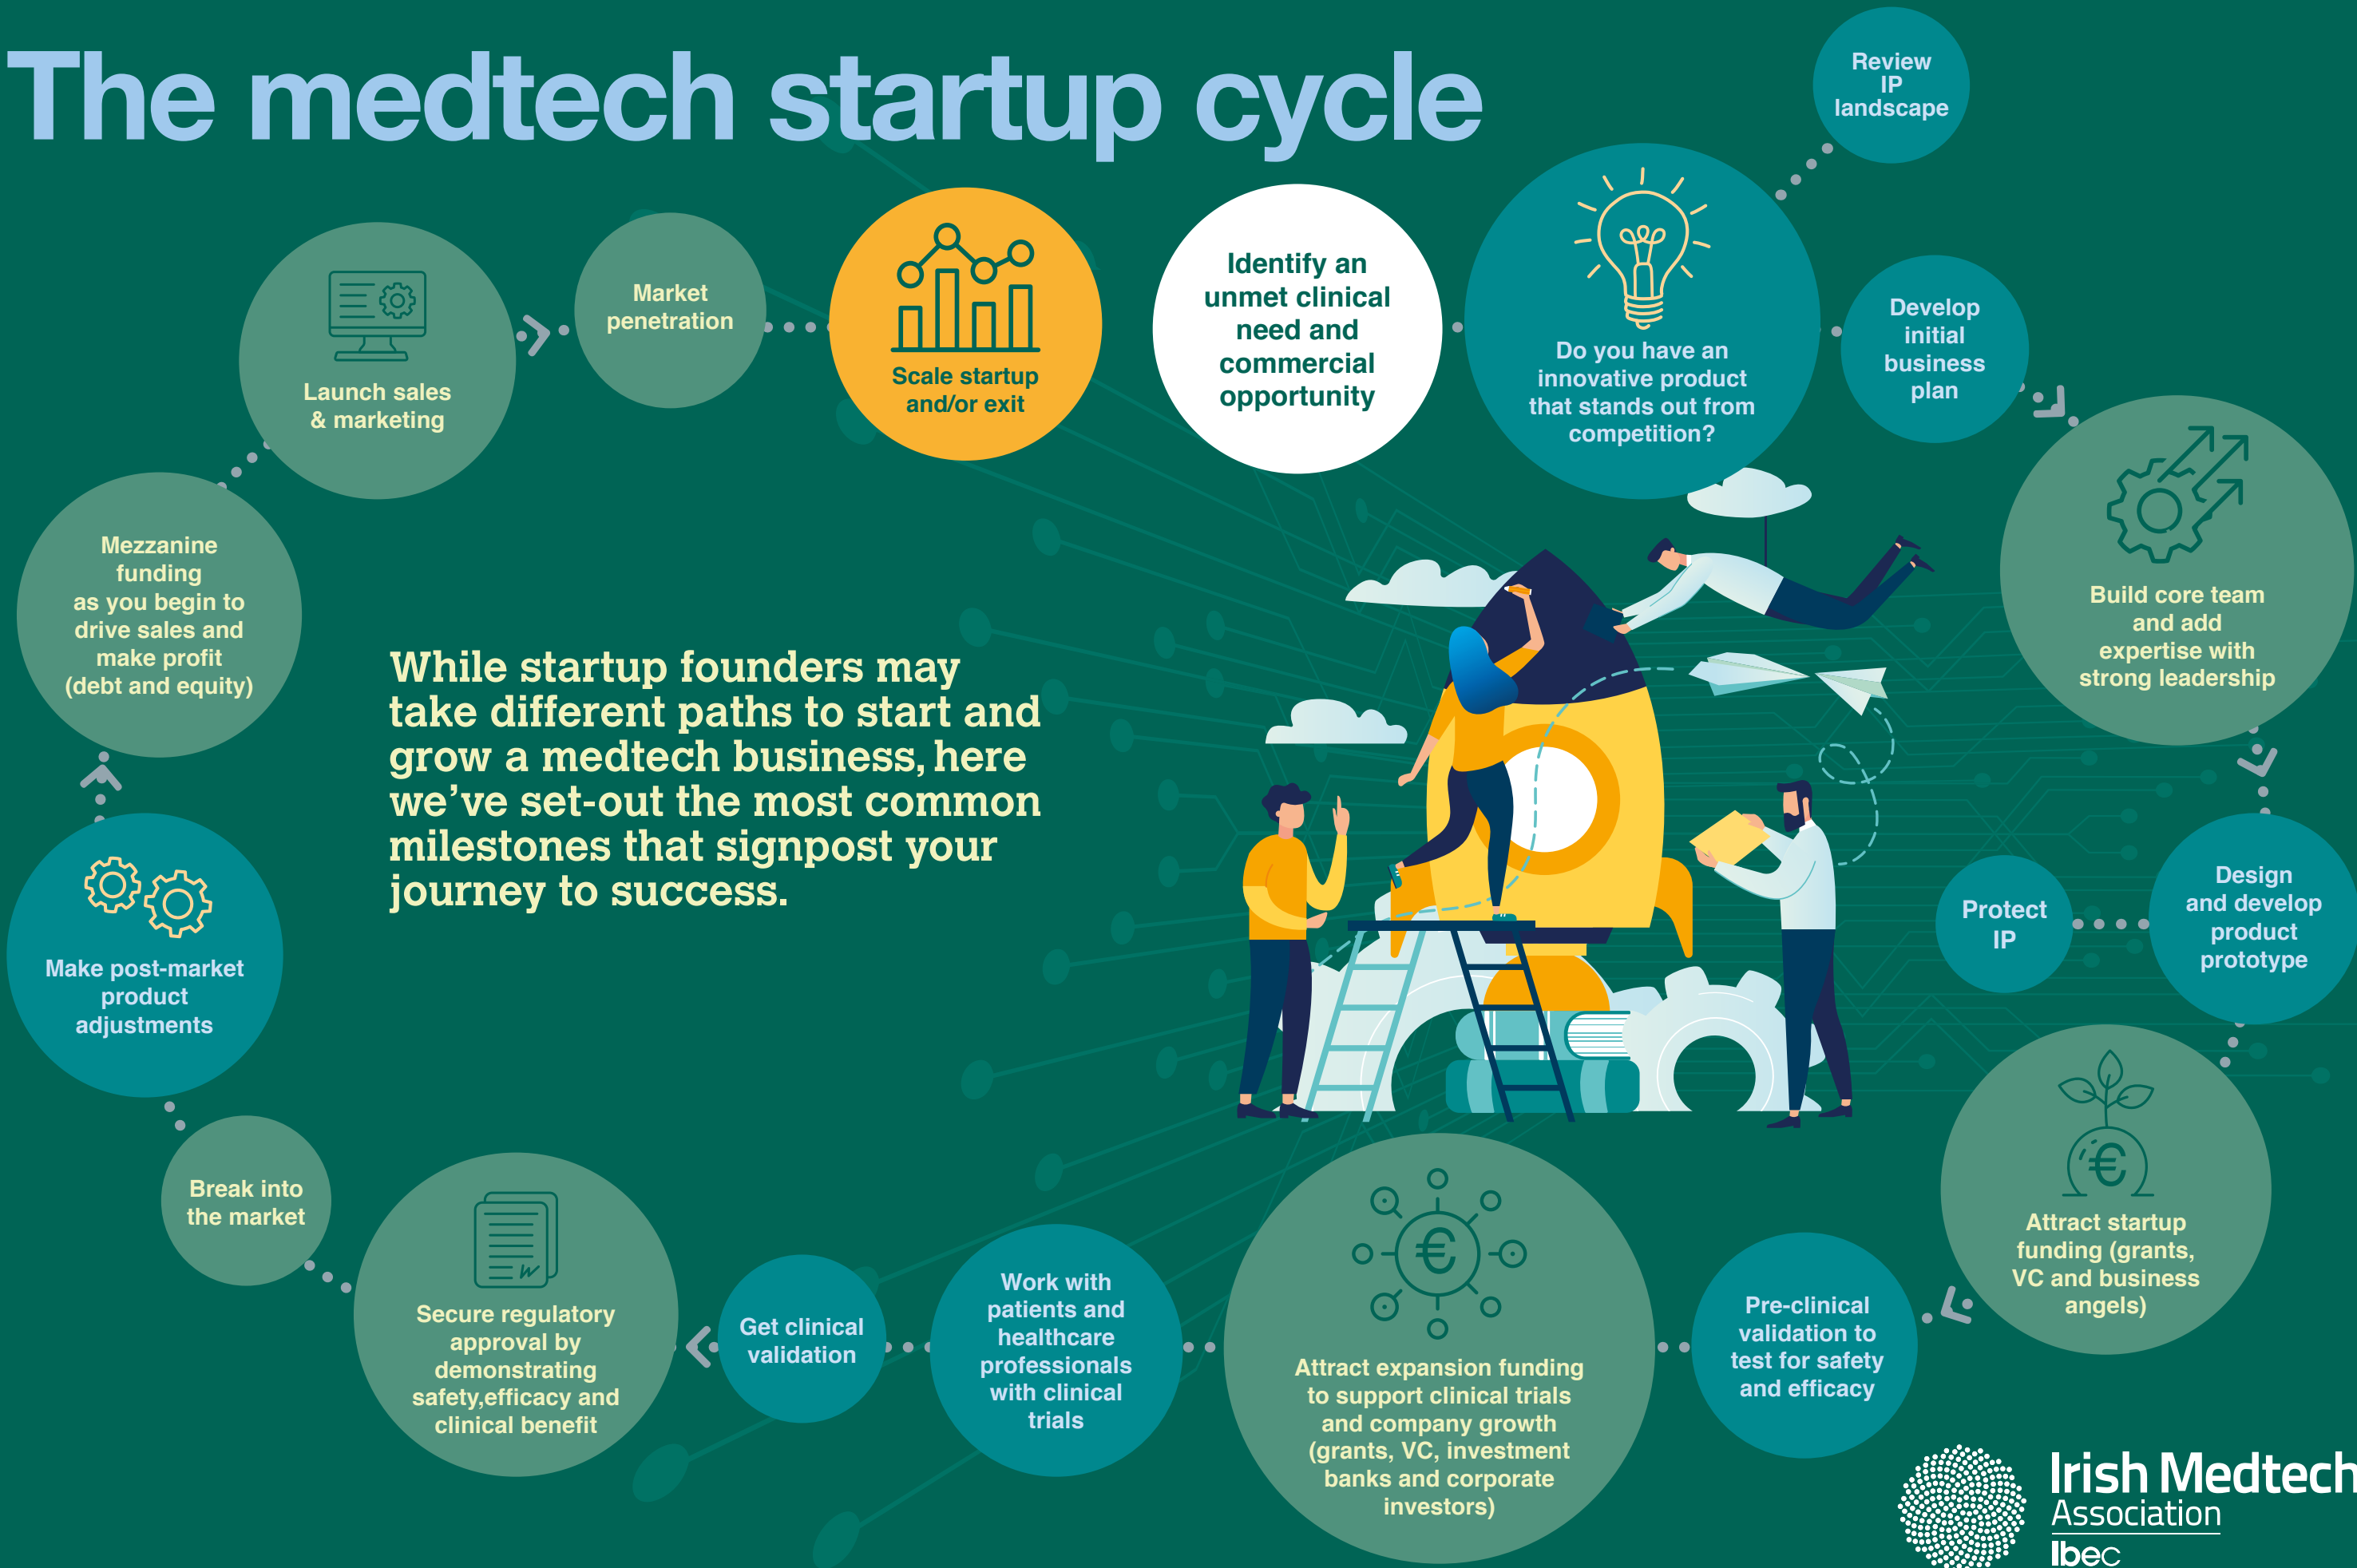 The medtech startup cycle
Review
IP
landscape
Identify an
unmet clinical
need and
commercial
opportunity
Do you have an
innovative product
that stands out from
competition?
Develop
initial
business
plan
Build core team
and add
expertise with
strong leadership
Design
and develop
product
prototype
Protect
IP
Attract startup
funding (grants,
VC and business
angels)
Pre-clinical
validation to
test for safety
and efficacy
Attract expansion funding
to support clinical trials
and company growth
(grants, VC, investment
banks and corporate
investors)
Work with
patients and
healthcare
professionals
with clinical
trials
Get clinical
validation
Secure regulatory
approval by
demonstrating
safety,efficacy and
clinical benefit
Break into
the market
Make post-market
product
adjustments
Mezzanine
funding
as you begin to
drive sales and
make profit
(debt and equity)
Launch sales
& marketing
Market
penetration
Scale startup
and/or exit
While startup founders may
take different paths to start and
grow a medtech business, here
we've set-out the most common
milestones that signpost your
journey to success.
€
€
Irish Medtech
Association
Ibec